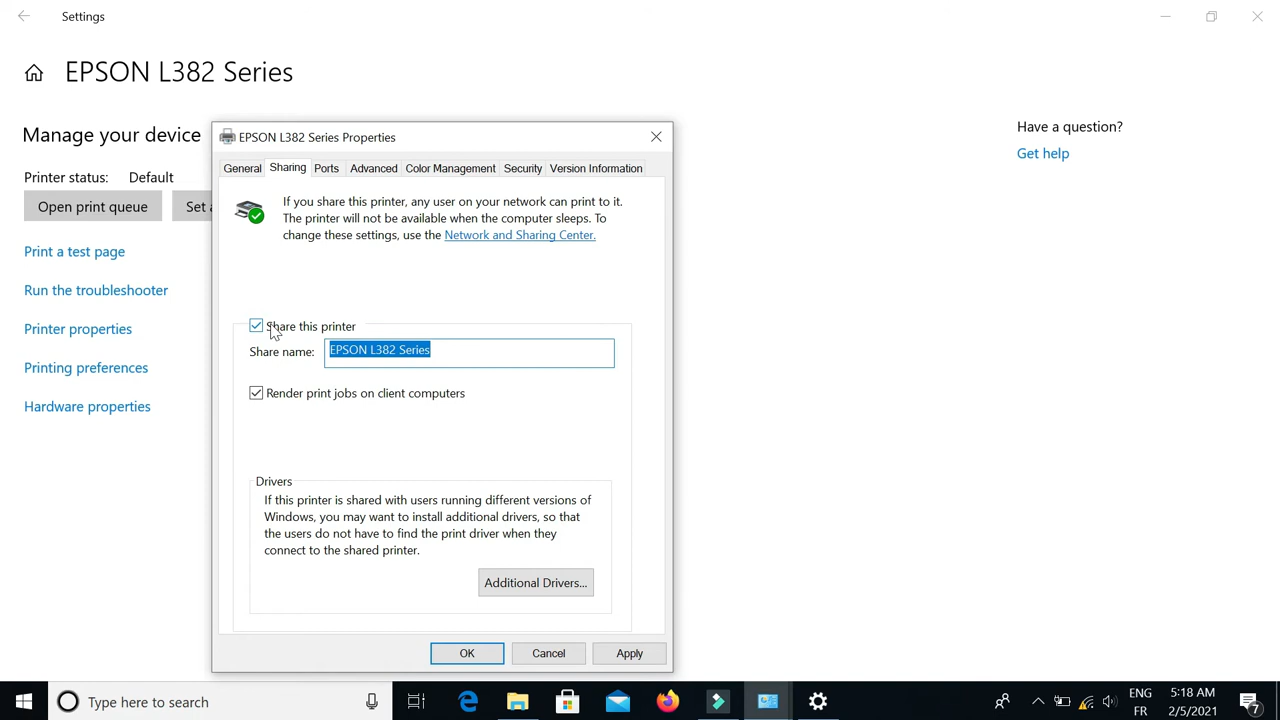 Settings
EPSON L382 Series
Manage your device
Printer status: Default
Open print queue
Set a
Print a test page
Run the troubleshooter
Printer properties
Printing preferences
Hardware properties
Have a question?
Get help
EPSON L382 Series Properties
General Sharing Ports Advanced Color Management Security Version Information
If you share this printer, any user on your network can print to it.
The printer will not be available when the computer sleeps. To
change these settings, use the Network and Sharing Center.
Share this printer
Share name: EPSON L382 Series
Render print jobs on client computers
Drivers
If this printer is shared with users running different versions of
Windows, you may want to install additional drivers, so that
the users do not have to find the print driver when they
connect to the shared printer.
Additional Drivers...
OK Cancel Apply
Type here to search
ENG
FR
5:18 AM
2/5/2021
7